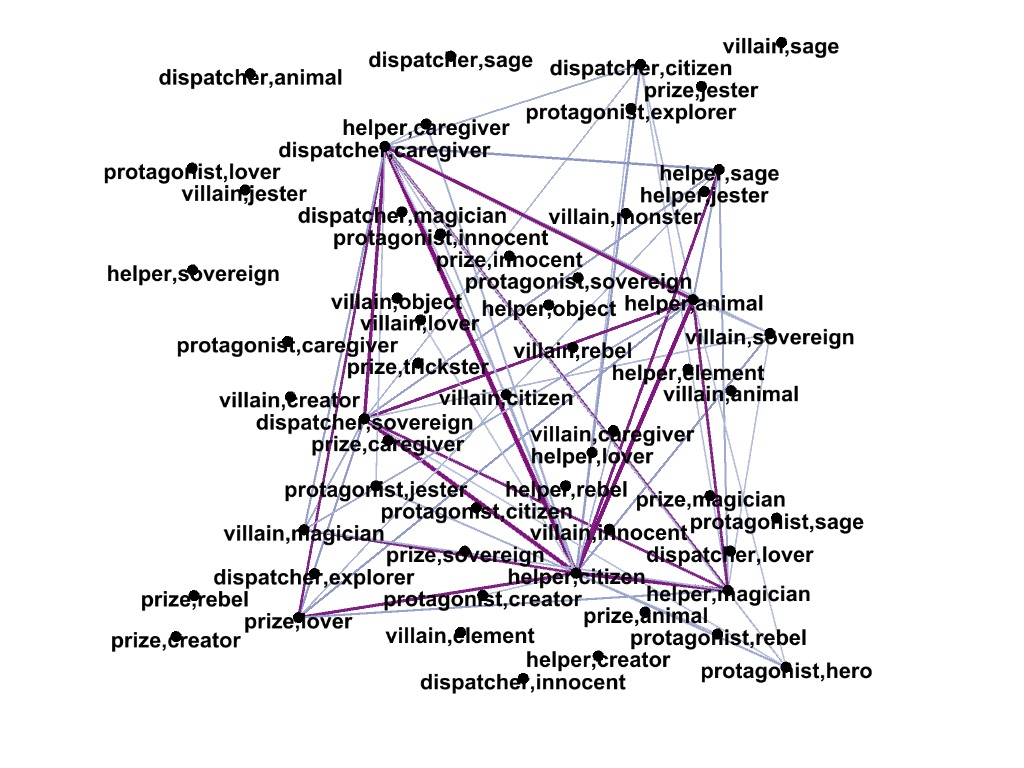 villain,sage
dispatcher,sage
dispatcher,citizen
dispatcher,animal
prize,jester
protagonist,explorer
helper,caregiver
dispatcher,caregiver
protagonist,lover
helper,sage
villain,jester
helper,jester
dispatcher,magician
villain,monster
protagonist,innocent
prize,innocent
helper,sovereign
protagonist,sovereign
villain,object
helper,object
helper,animal
villain,lover
villain,sovereign
protagonist,caregiver
villain,rebel
prize,trickster
helper,element
villain,animal
villain,creator
villain,citizen
dispatcher,sovereign
villain,caregiver
prize,caregiver
helper,lover
protagonist,jester
helper,rebel
prize,magician
protagonist,citizen
protagonist,sage
villain,magician
villain,innocent
prize,sovereign
dispatcher,lover
dispatcher,explorer
helper,citizen
prize,rebel
protagonist,creator
helper,magician
prize,lover
prize,animal
prize,creator
villain,element
protagonist,rebel
helper,creator
protagonist,hero
dispatcher,innocent